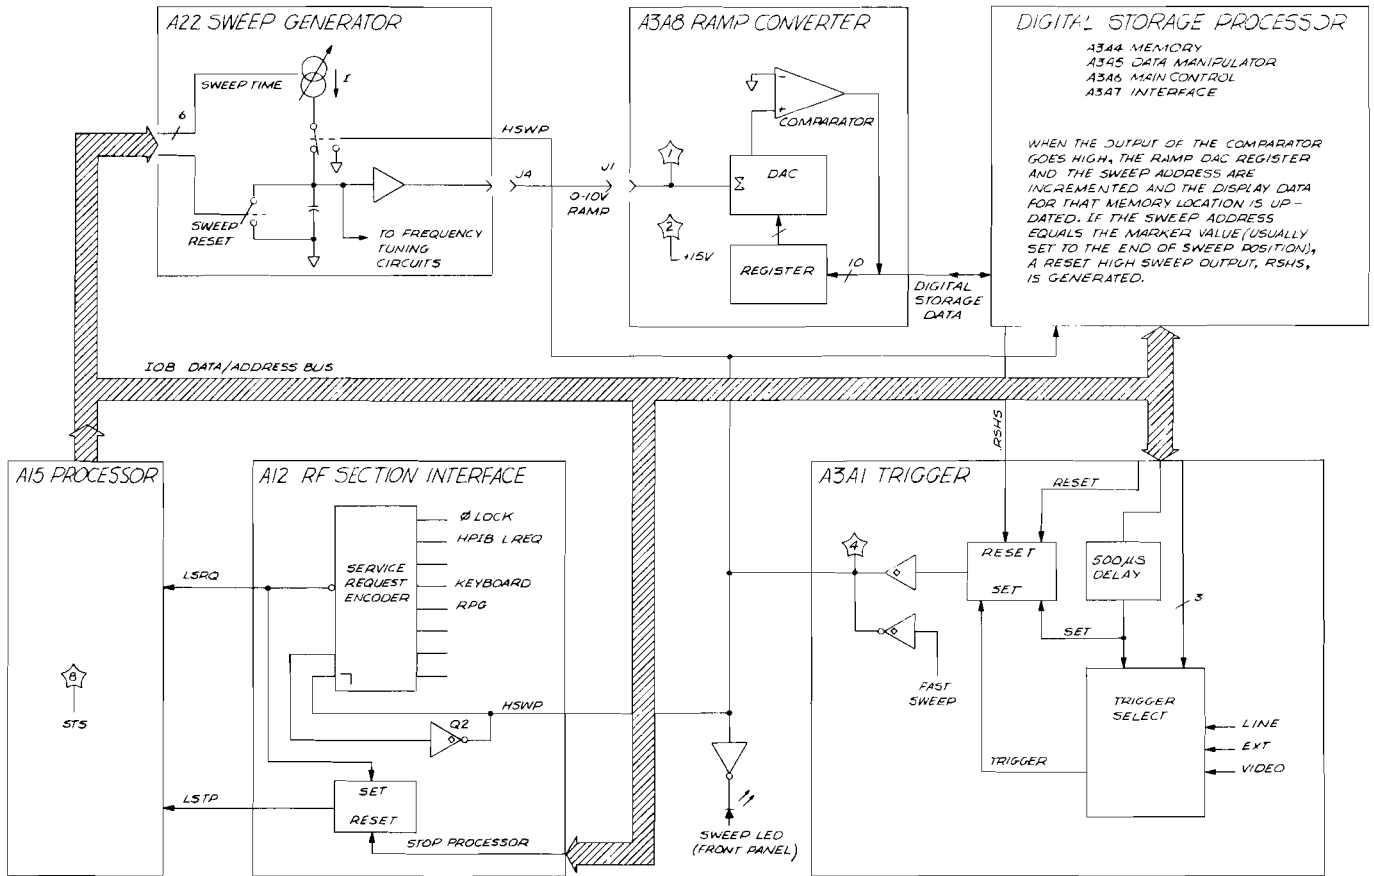 A22 SWEEP GENERATOR
SWEEP TIME
I
6
SWEEP
RESET
TO FREQUENCY
TUNING
CIRCUITS
HSWP
J4
J1
0-10V
RAMP
A3A8 RAMP CONVERTER
-
+
COMPARATOR
1
Σ
DAC
2
+15V
REGISTER
10
DIGITAL
STORAGE
DATA
DIGITAL STORAGE PROCESSOR
A3A4 MEMORY
A3A5 DATA MANIPULATOR
A3A6 MAIN CONTROL
A3A7 INTERFACE
WHEN THE OUTPUT OF THE COMPARATOR
GOES HIGH, THE RAMP DAC REGISTER
AND THE SWEEP ADDRESS ARE
INCREMENTED AND THE DISPLAY DATA
FOR THAT MEMORY LOCATION IS UP-
DATED. IF THE SWEEP ADDRESS
EQUALS THE MARKER VALUE (USUALLY
SET TO THE END OF SWEEP POSITION),
A RESET HIGH SWEEP OUTPUT, RSHS,
IS GENERATED.
IOB DATA/ADDRESS BUS
RSHS
A15 PROCESSOR
8
STS
LSRQ
LSTP
A12 RF SECTION INTERFACE
SERVICE
REQUEST
ENCODER
Ø LOCK
HPIB LREQ
KEYBOARD
RPG
HSWP
Q2
SET
RESET
STOP PROCESSOR
SWEEP LED
(FRONT PANEL)
A3A1 TRIGGER
RESET
4
RESET
SET
500μS
DELAY
3
SET
FAST
SWEEP
TRIGGER
TRIGGER
SELECT
LINE
EXT
VIDEO